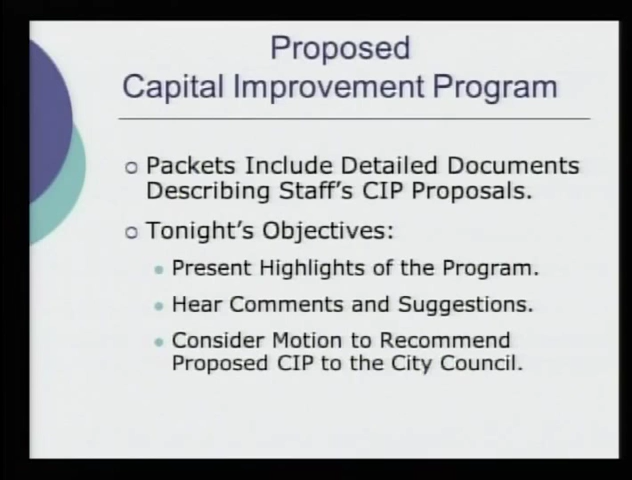 Proposed
Capital Improvement Program
Packets Include Detailed Documents
Describing Staff's CIP Proposals.
Tonight's Objectives:
Present Highlights of the Program.
Hear Comments and Suggestions.
Consider Motion to Recommend
Proposed CIP to the City Council.